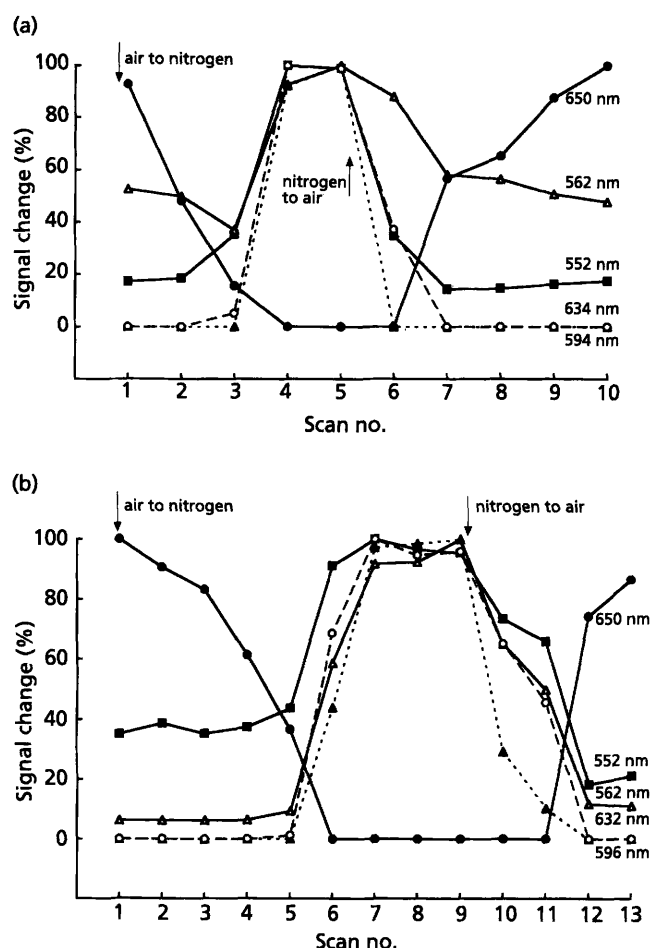 (a)
air to nitrogen
100
80
60
40
20
0
Signal change (%)
nitrogen
to air
650 nm
562 nm
552 nm
634 nm
594 nm
1 2 3 4 5 6 7 8 9 10
Scan no.
(b)
air to nitrogen
nitrogen to air
100
80
60
40
20
0
Signal change (%)
650 nm
552 nm
562 nm
632 nm
596 nm
1 2 3 4 5 6 7 8 9 10 11 12 13
Scan no.